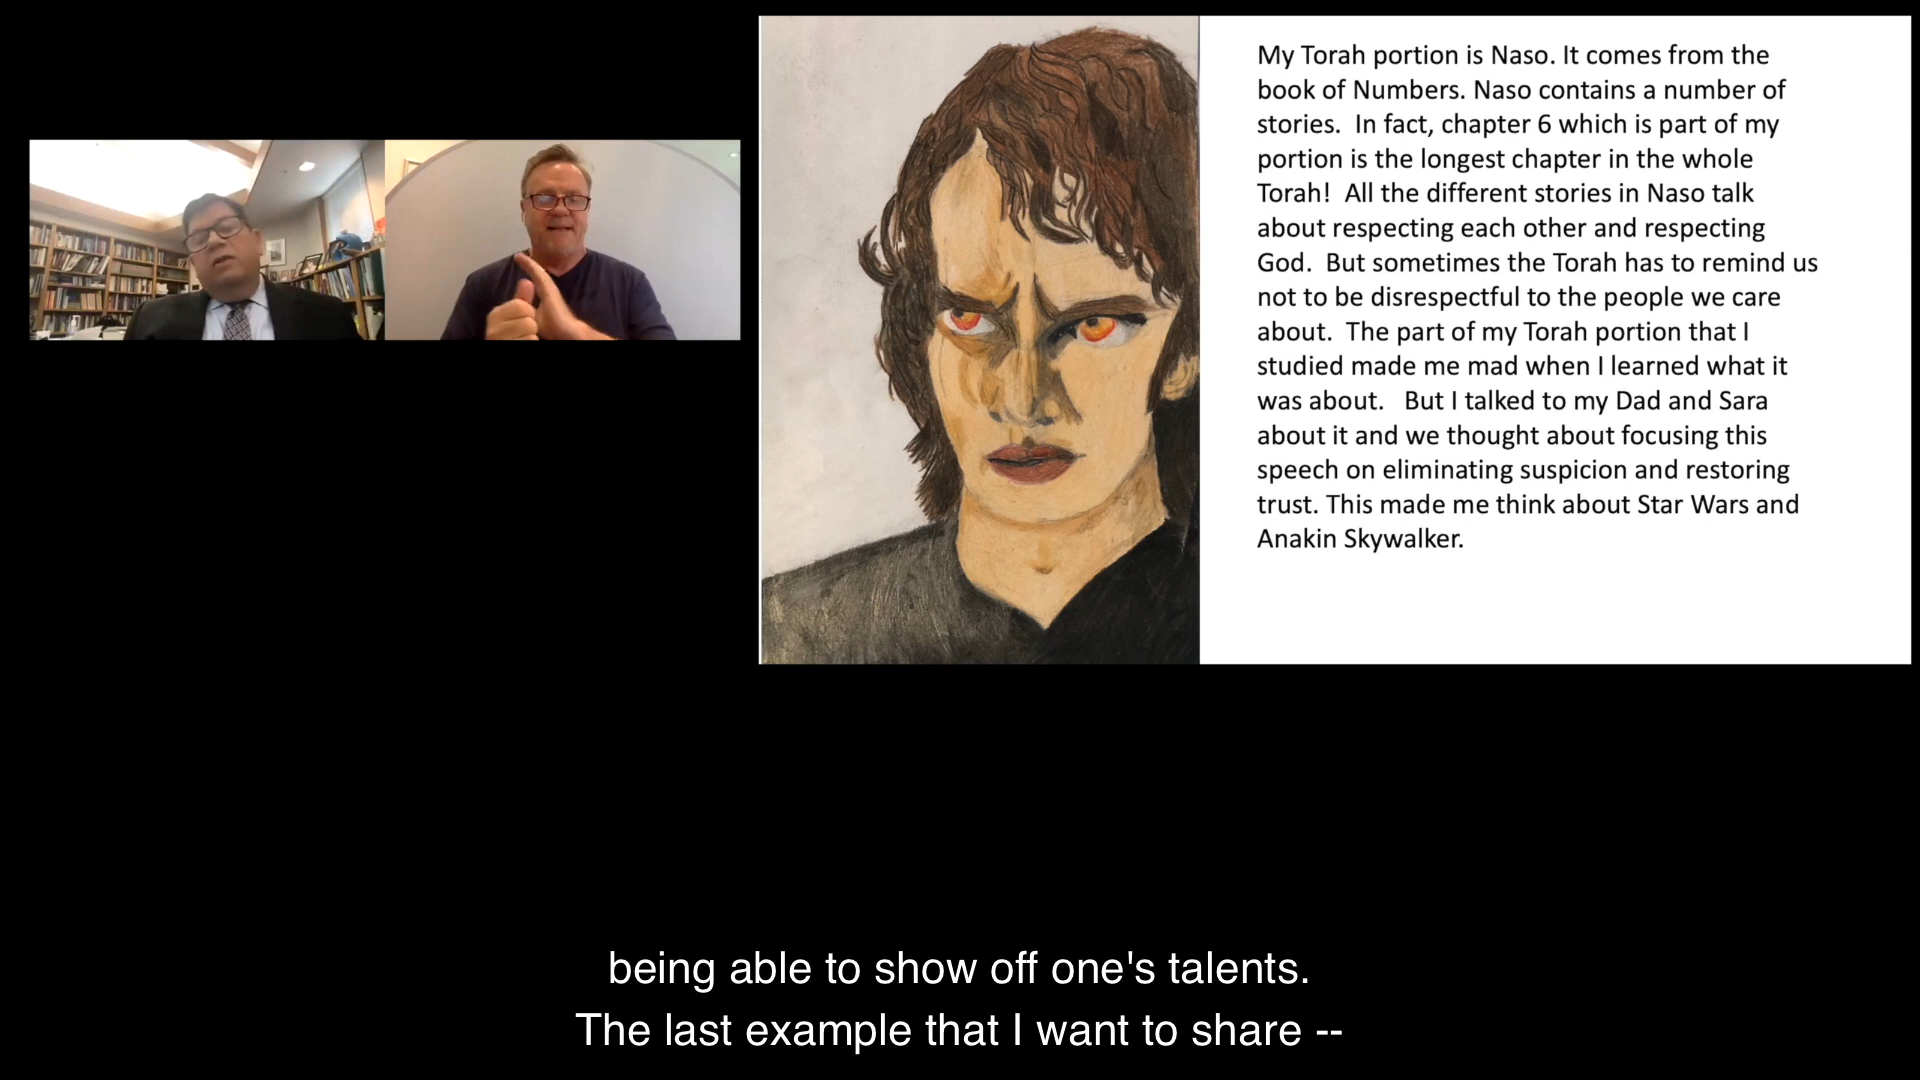 My Torah portion is Naso. It comes from the
book of Numbers. Naso contains a number of
stories.  In fact, chapter 6 which is part of my
portion is the longest chapter in the whole
Torah!  All the different stories in Naso talk
about respecting each other and respecting
God.  But sometimes the Torah has to remind us
not to be disrespectful to the people we care
about.  The part of my Torah portion that I
studied made me mad when I learned what it
was about.   But I talked to my Dad and Sara
about it and we thought about focusing this
speech on eliminating suspicion and restoring
trust. This made me think about Star Wars and
Anakin Skywalker.
being able to show off one's talents.
The last example that I want to share --